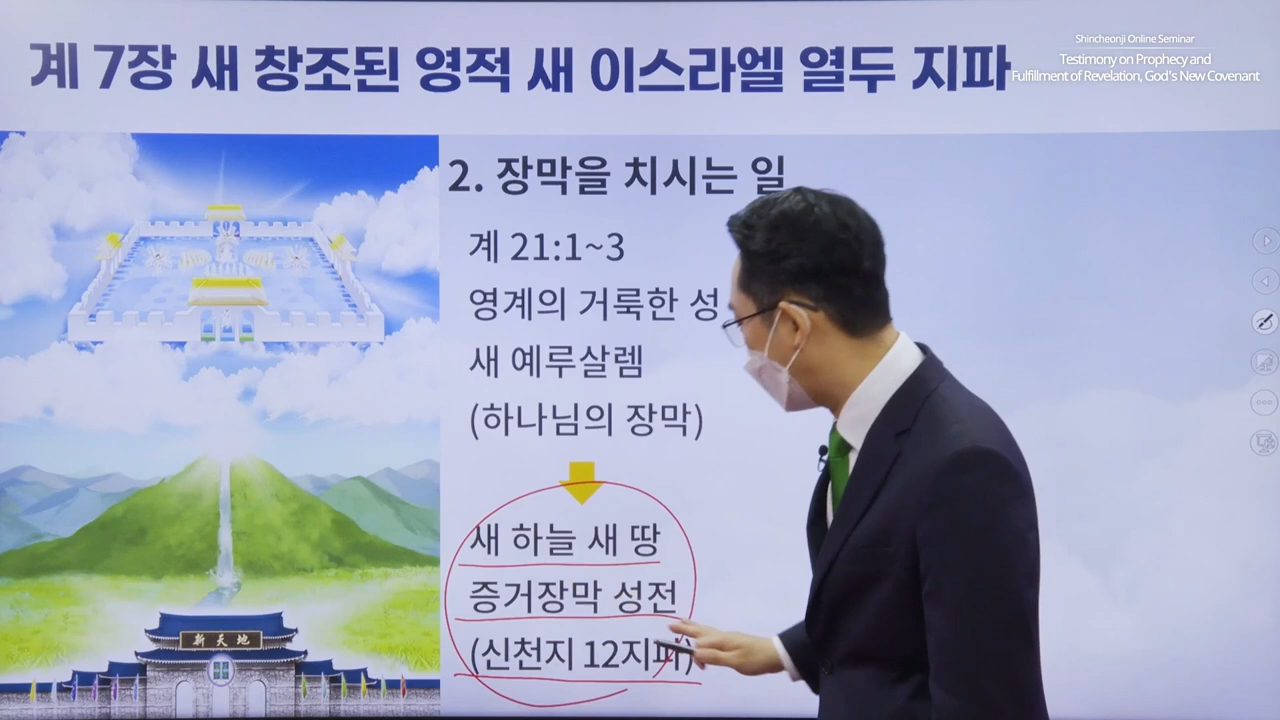 계 7장 새 창조된 영적 새 이스라엘 열두 지파
Shincheonji Online Seminar
Testimony on Prophecy and
Fulfillment of Revelation, God's New Covenant
2. 장막을 치시는 일
계 21:1~3
영계의 거룩한 성
새 예루살렘
(하나님의 장막)
새 하늘 새 땅
증거장막 성전
(신천지 12지파)
新天地